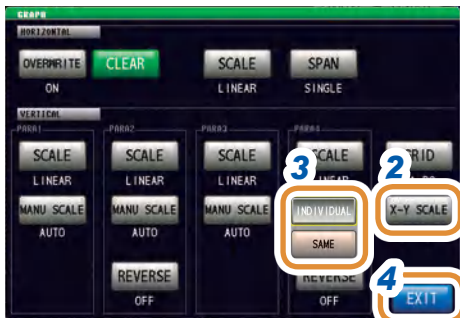 GRAPH
HORIZONTAL
OVERWRITE CLEAR SCALE SPAN
ON LINEAR SINGLE
VERTICAL
PARA1 PARA2 PARA3 PARA4
3 2
SCALE SCALE SCALE SCALE GRID
LINEAR LINEAR LINEAR LINEAR
MANU SCALE MANU SCALE MANU SCALE INDIVIDUAL X-Y SCALE
AUTO AUTO AUTO SAME
4
REVERSE REVERSE EXIT
OFF OFF